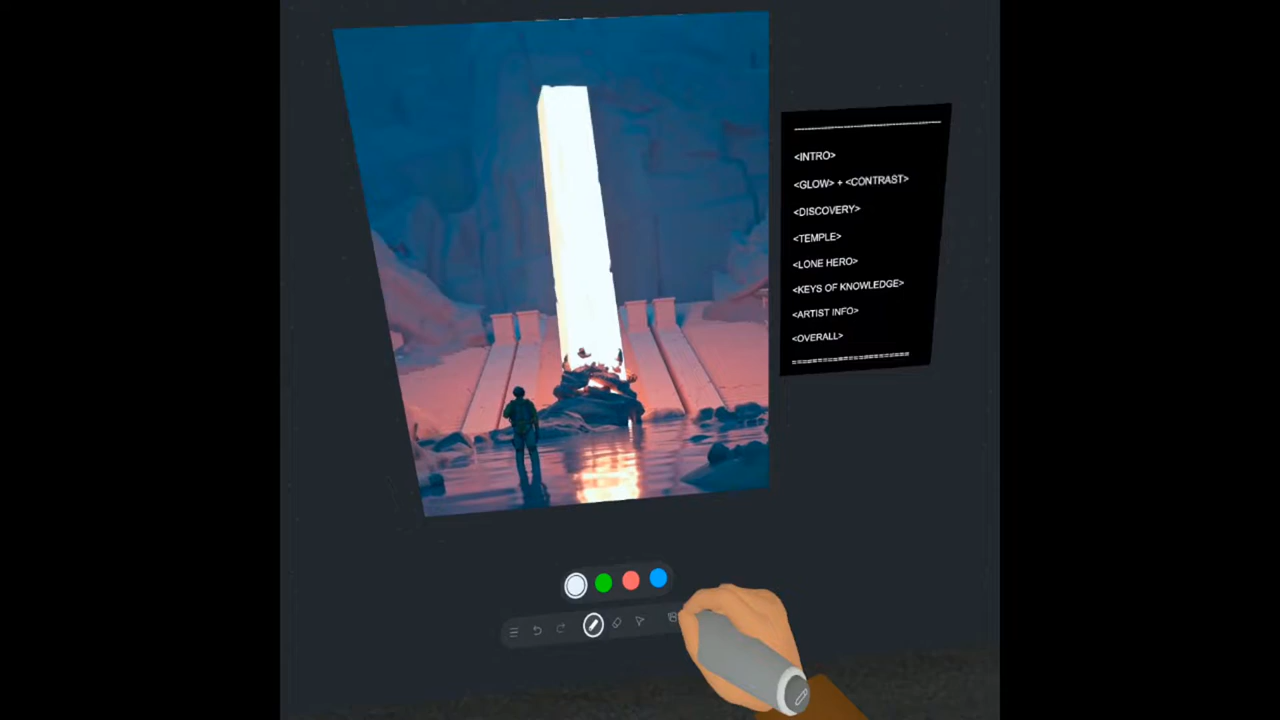 <INTRO>
<GLOW> + <CONTRAST>
<DISCOVERY>
<TEMPLE>
<LONE HERO>
<KEYS OF KNOWLEDGE>
<ARTIST INFO>
<OVERALL>